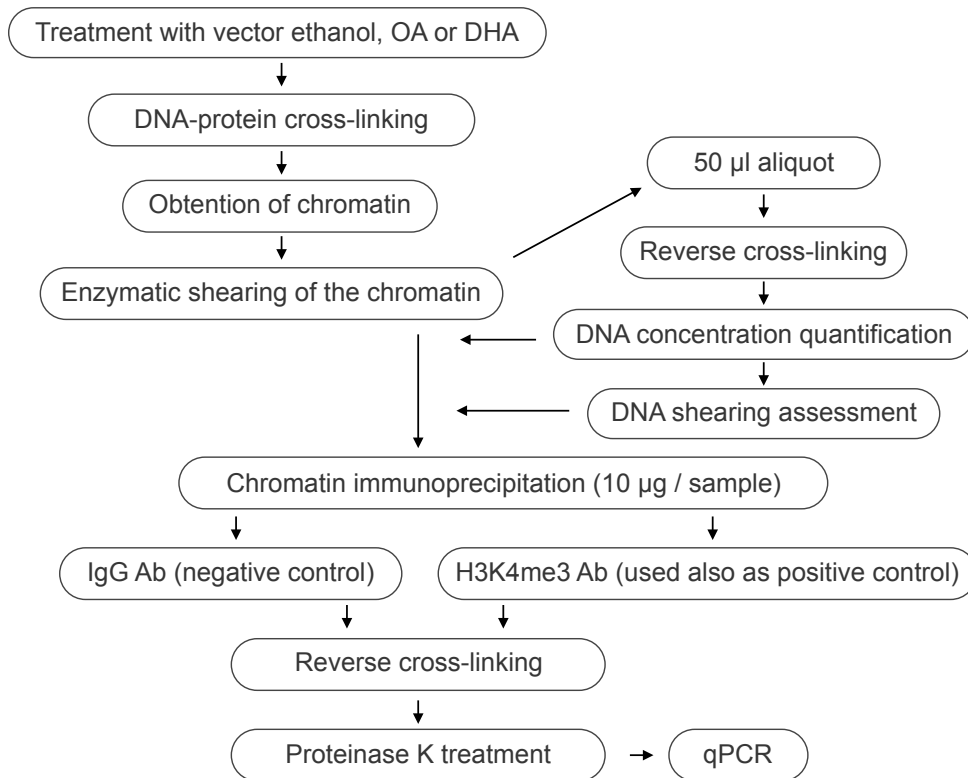 Treatment with vector ethanol, OA or DHA
DNA-protein cross-linking
Obtention of chromatin
Enzymatic shearing of the chromatin
50 µl aliquot
Reverse cross-linking
DNA concentration quantification
DNA shearing assessment
Chromatin immunoprecipitation (10 µg / sample)
IgG Ab (negative control)
H3K4me3 Ab (used also as positive control)
Reverse cross-linking
Proteinase K treatment
qPCR